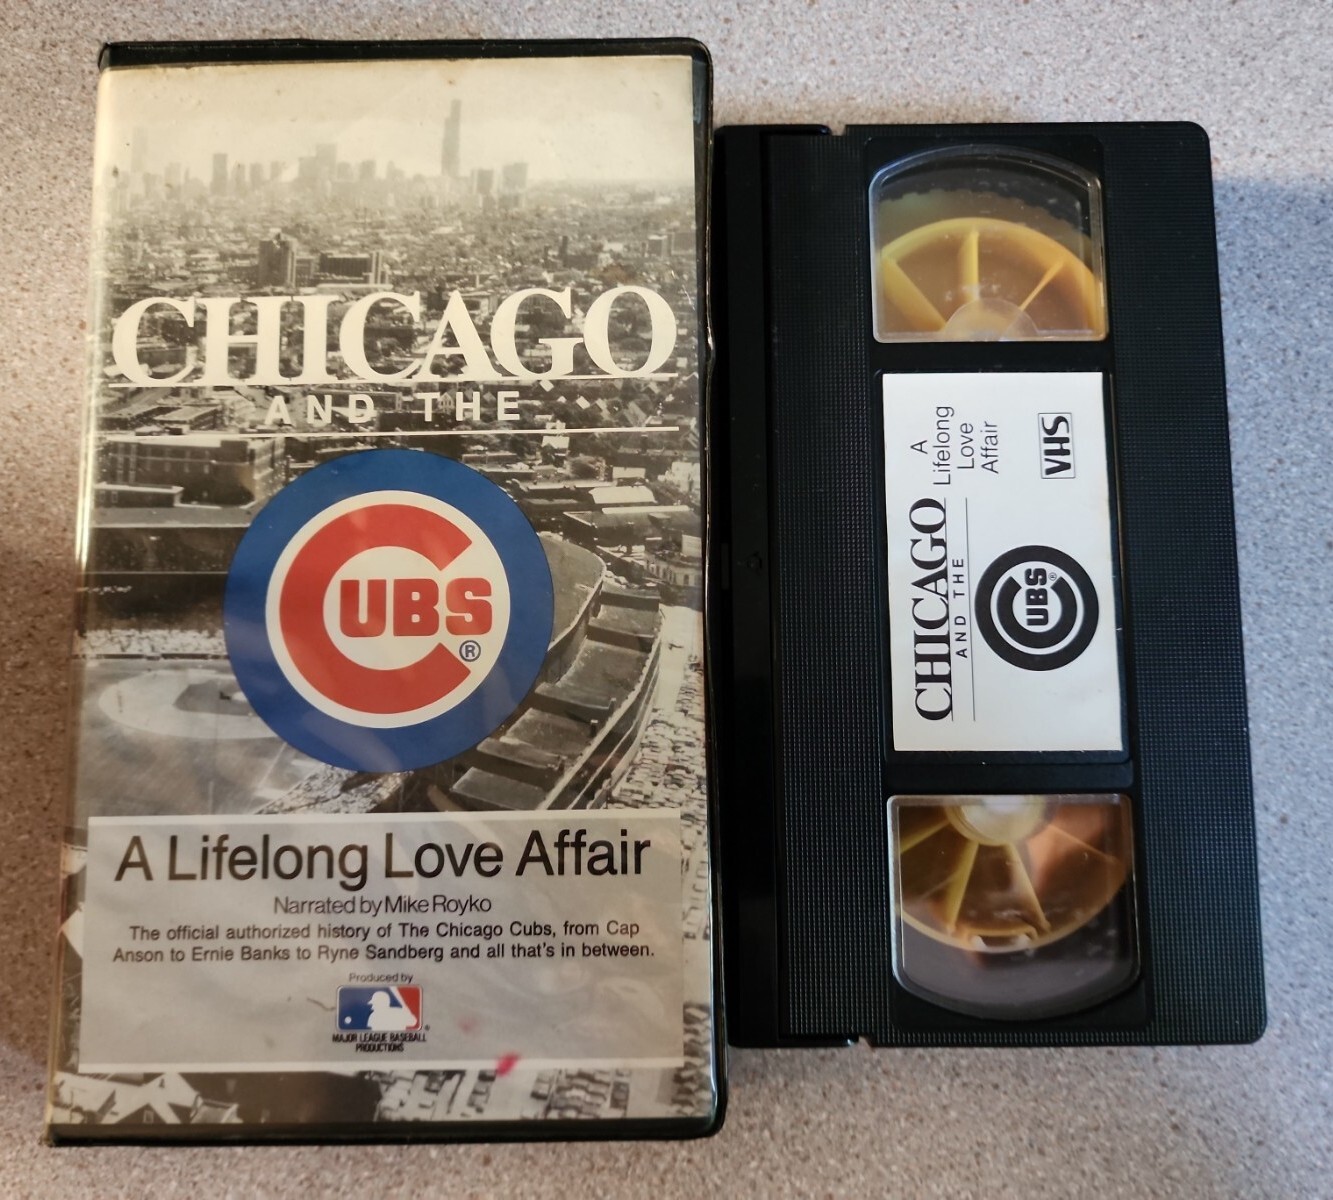 CHICAGO
AND THE
CUBS®
A Lifelong Love Affair
Narrated by Mike Royko
The official authorized history of The Chicago Cubs, from Cap
Anson to Ernie Banks to Ryne Sandberg and all that's in between.
Produced by
MAJOR LEAGUE BASEBALL
PRODUCTIONS
CHICAGO
AND THE
CUBS®
A
Lifelong
Love
Affair
VHS